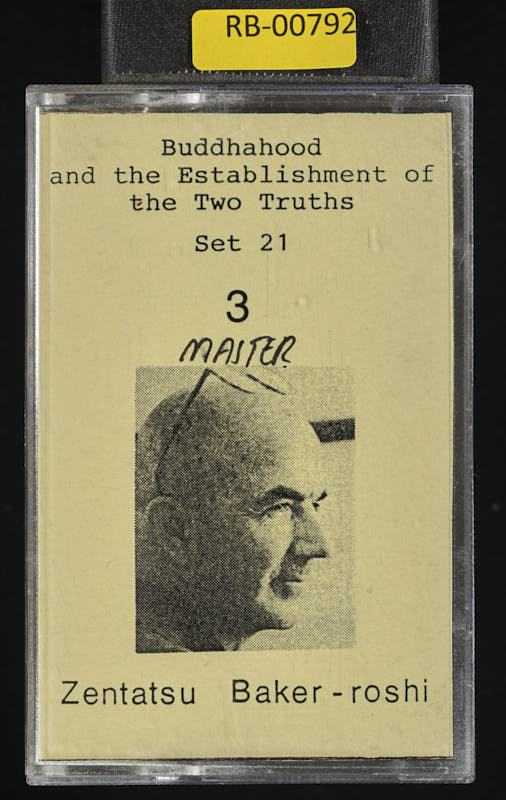 RB-00792
Buddhahood
and the Establishment of
the Two Truths
Set 21
3
MASTER
Zentatsu Baker-roshi